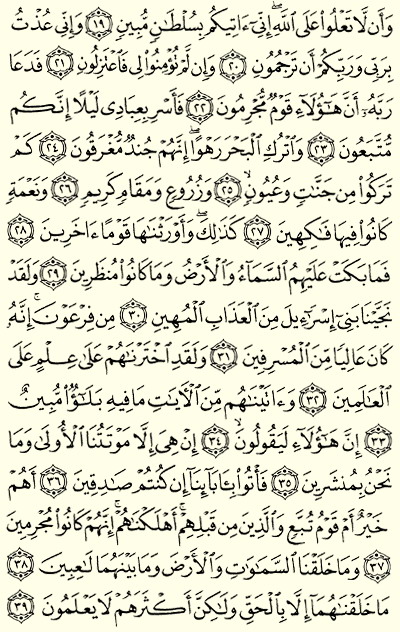 وَأَن لَّا تَعْلُوا۟ عَلَى ٱللَّهِ ۖ إِنِّىٓ ءَاتِيكُم بِسُلْطَـٰنٍ مُّبِينٍ ١٩ وَإِنِّى عُذْتُ
بِرَبِّى وَرَبِّكُمْ أَن تَرْجُمُونِ ٢٠ وَإِن لَّمْ تُؤْمِنُوا۟ لِى فَٱعْتَزِلُونِ ٢١ فَدَعَا
رَبَّهُۥٓ أَنَّ هَـٰٓؤُلَآءِ قَوْمٌ مُّجْرِمُونَ ٢٢ فَأَسْرِ بِعِبَادِى لَيْلًا إِنَّكُم
مُّتَّبَعُونَ ٢٣ وَٱتْرُكِ ٱلْبَحْرَ رَهْوًا ۖ إِنَّهُمْ جُندٌ مُّغْرَقُونَ ٢٤ كَمْ
تَرَكُوا۟ مِن جَنَّـٰتٍ وَعُيُونٍ ۙ ٢٥ وَزُرُوعٍ وَمَقَامٍ كَرِيمٍ ٢٦ وَنَعْمَةٍ
كَانُوا۟ فِيهَا فَـٰكِهِينَ ٢٧ كَذَٰلِكَ ۖ وَأَوْرَثْنَـٰهَا قَوْمًا ءَاخَرِينَ ٢٨
فَمَا بَكَتْ عَلَيْهِمُ ٱلسَّمَآءُ وَٱلْأَرْضُ وَمَا كَانُوا۟ مُنظَرِينَ ٢٩ وَلَقَدْ
نَجَّيْنَا بَنِىٓ إِسْرَٰٓءِيلَ مِنَ ٱلْعَذَابِ ٱلْمُهِينِ ٣٠ مِن فِرْعَوْنَ ۚ إِنَّهُۥ
كَانَ عَالِيًا مِّنَ ٱلْمُسْرِفِينَ ٣١ وَلَقَدِ ٱخْتَرْنَـٰهُمْ عَلَىٰ عِلْمٍ عَلَى
ٱلْعَـٰلَمِينَ ٣٢ وَءَاتَيْنَـٰهُم مِّنَ ٱلْـَٔايَـٰتِ مَا فِيهِ بَلَـٰٓؤٌا۟ مُّبِينٌ
٣٣ إِنَّ هَـٰٓؤُلَآءِ لَيَقُولُونَ ۙ ٣٤ إِنْ هِىَ إِلَّا مَوْتَتُنَا ٱلْأُولَىٰ وَمَا
نَحْنُ بِمُنشَرِينَ ٣٥ فَأْتُوا۟ بِـَٔابَآئِنَآ إِن كُنتُمْ صَـٰدِقِينَ ٣٦ أَهُمْ
خَيْرٌ أَمْ قَوْمُ تُبَّعٍ وَٱلَّذِينَ مِن قَبْلِهِمْ ۚ أَهْلَكْنَـٰهُمْ ۖ إِنَّهُمْ كَانُوا۟ مُجْرِمِينَ
٣٧ وَمَا خَلَقْنَا ٱلسَّمَـٰوَٰتِ وَٱلْأَرْضَ وَمَا بَيْنَهُمَا لَـٰعِبِينَ ٣٨
مَا خَلَقْنَـٰهُمَآ إِلَّا بِٱلْحَقِّ وَلَـٰكِنَّ أَكْثَرَهُمْ لَا يَعْلَمُونَ ٣٩